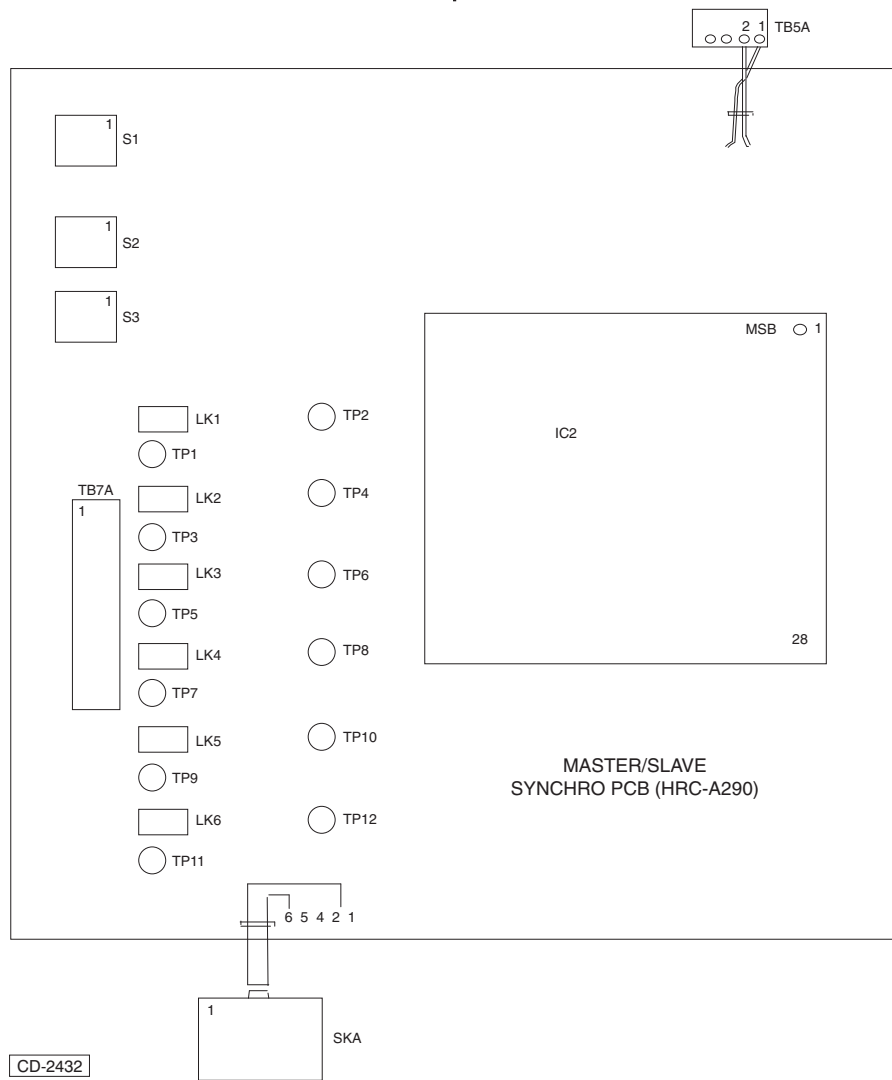 2 1 TB5A
1
S1
1
S2
1
S3
MSB 1
LK1
TP2
IC2
TP1
TB7A
1
LK2
TP4
TP3
LK3
TP6
TP5
28
LK4
TP8
TP7
LK5
TP10
MASTER/SLAVE
SYNCHRO PCB (HRC-A290)
TP9
LK6
TP12
TP11
6 5 4 2 1
1
SKA
CD-2432